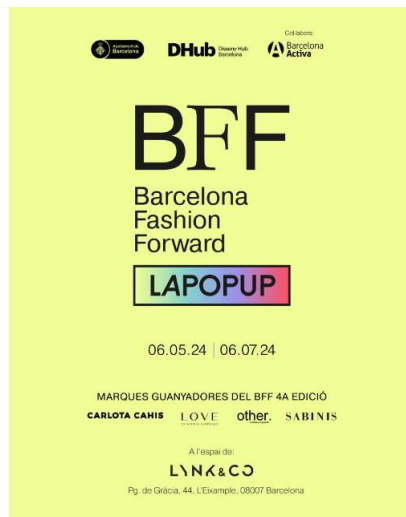 Col·labora:
Ajuntament de
Barcelona
DHub Disseny Hub
Barcelona
Barcelona
Activa
BFF
Barcelona
Fashion
Forward
LAPOPUP
06.05.24 | 06.07.24
MARQUES GUANYADORES DEL BFF 4A EDICIÓ
CARLOTA CAHIS LOVE other. SABINIS
A l'espai de:
LYNK&CO
Pg. de Gràcia, 44, L'Eixample, 08007 Barcelona